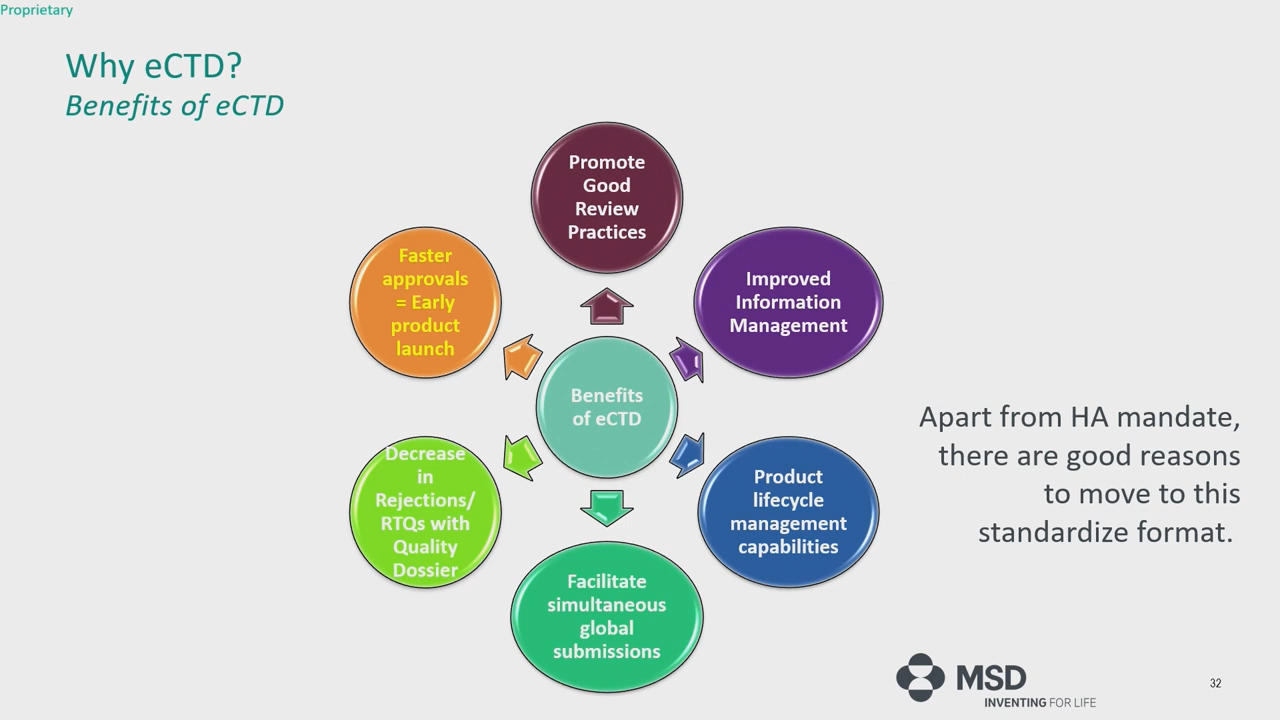 Proprietary
Why eCTD?
Benefits of eCTD
Promote
Good
Review
Practices
Improved
Information
Management
Product
lifecycle
management
capabilities
Facilitate
simultaneous
global
submissions
Decrease
in
Rejections/
RTQs with
Quality
Dossier
Faster
approvals
= Early
product
launch
Benefits
of eCTD
Apart from HA mandate,
there are good reasons
to move to this
standardize format.
MSD
INVENTING FOR LIFE
32